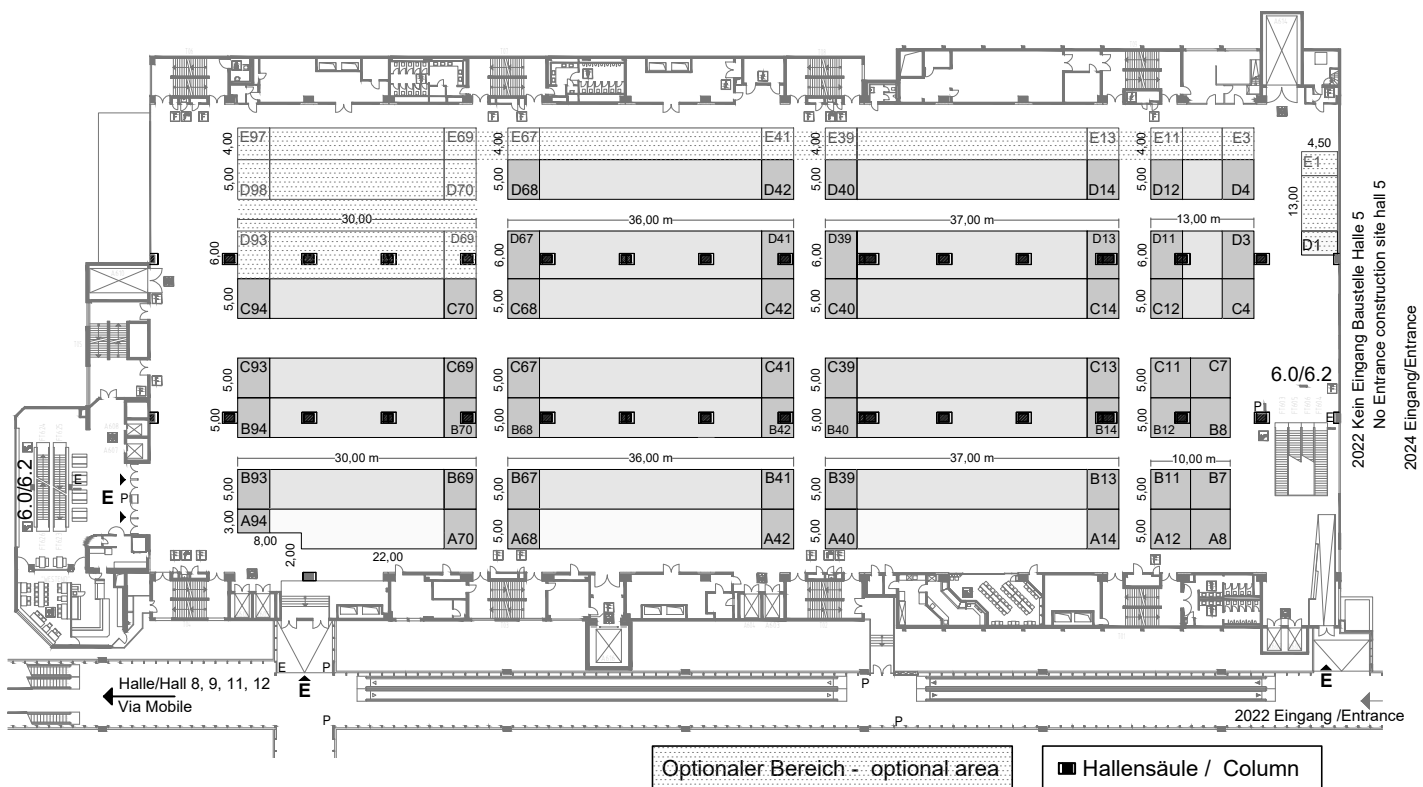 E97 E69 E67 E41 E39 E13 E11 E3
4,00 4,00 4,00 4,00
4,50
E1
5,00 5,00 5,00 5,00
D98 D70 D68 D42 D40 D14 D12 D4
13,00
30,00 36,00 m 37,00 m 13,00 m
D93 D69 D67 D41 D39 D13 D11 D3
D1
6,00 6,00 6,00 6,00
5,00 5,00 5,00 5,00
C94 C70 C68 C42 C40 C14 C12 C4
2022 Kein Eingang Baustelle Halle 5
No Entrance construction site hall 5
2024 Eingang/Entrance
C93 C69 C67 C41 C39 C13 C11 C7
6.0/6.2
5,00 5,00 5,00 5,00
P
5,00 5,00 5,00 5,00
B94 B70 B68 B42 B40 B14 B12 B8
30,00 m 36,00 m 37,00 m 10,00 m
6.0/6.2
E
E P
B93 B69 B67 B41 B39 B13 B11 B7
5,00 5,00 5,00 5,00
3,00 5,00 5,00 5,00
A94 A70 A68 A42 A40 A14 A12 A8
8,00
2,00
22,00
E P
E
P
E
Halle/Hall 8, 9, 11, 12
Via Mobile
P P
2022 Eingang /Entrance
Optionaler Bereich - optional area
Hallensäule / Column